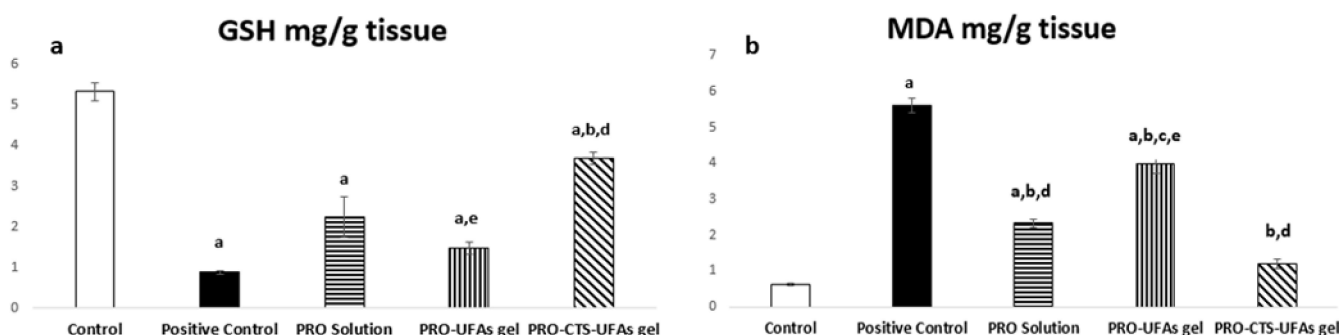 a
GSH mg/g tissue
6
5
4
3
2
1
0
a
a
a,e
a,b,d
Control
Positive Control
PRO Solution
PRO-UFAs gel
PRO-CTS-UFAs gel
b
MDA mg/g tissue
7
6
5
4
3
2
1
0
a
a,b,d
a,b,c,e
b,d
Control
Positive Control
PRO Solution
PRO-UFAs gel
PRO-CTS-UFAs gel